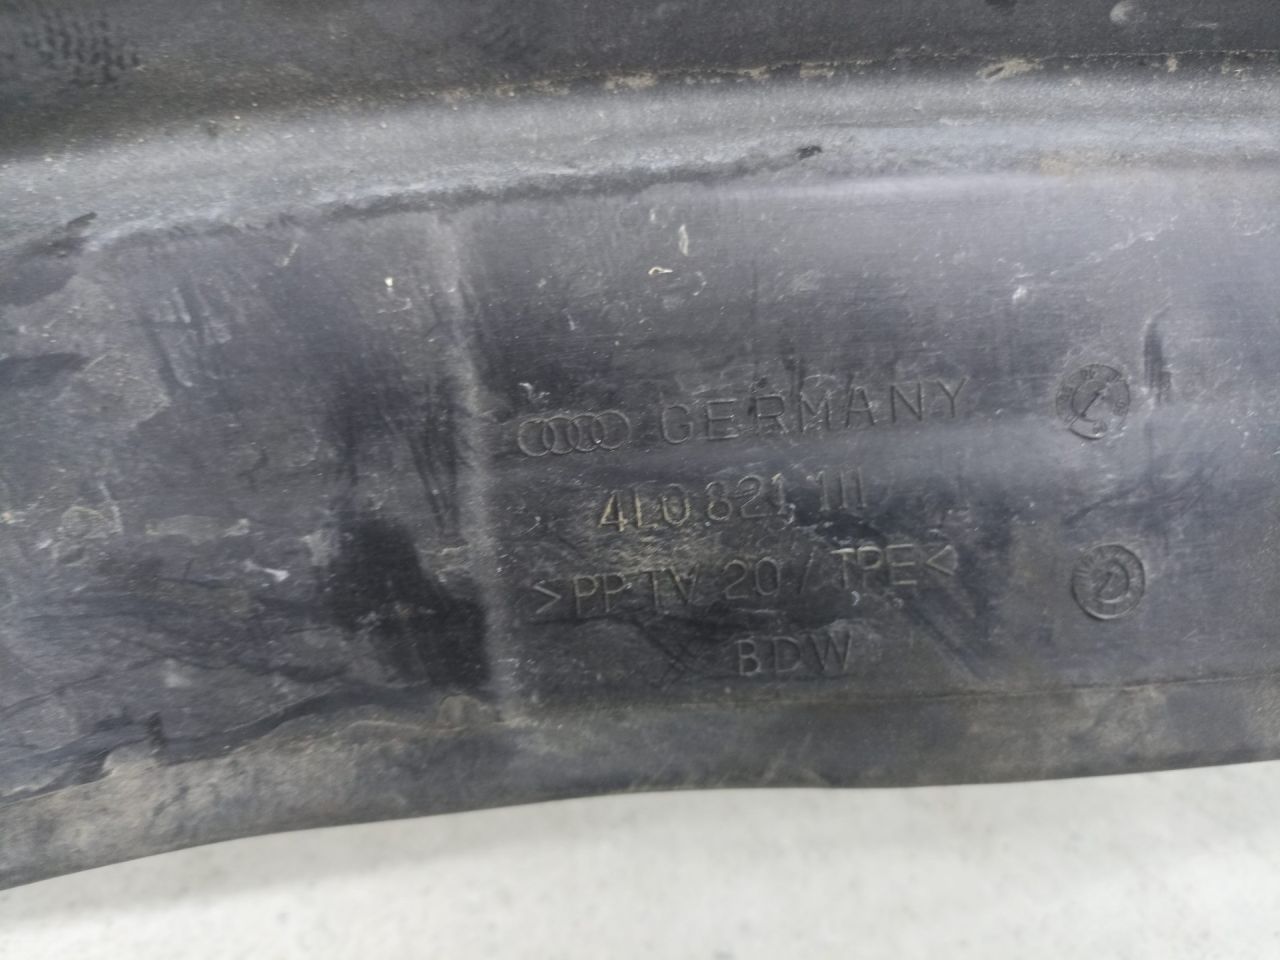 GERMANY
4L0 821 111
>PP TV 20 / TPE<
BDW